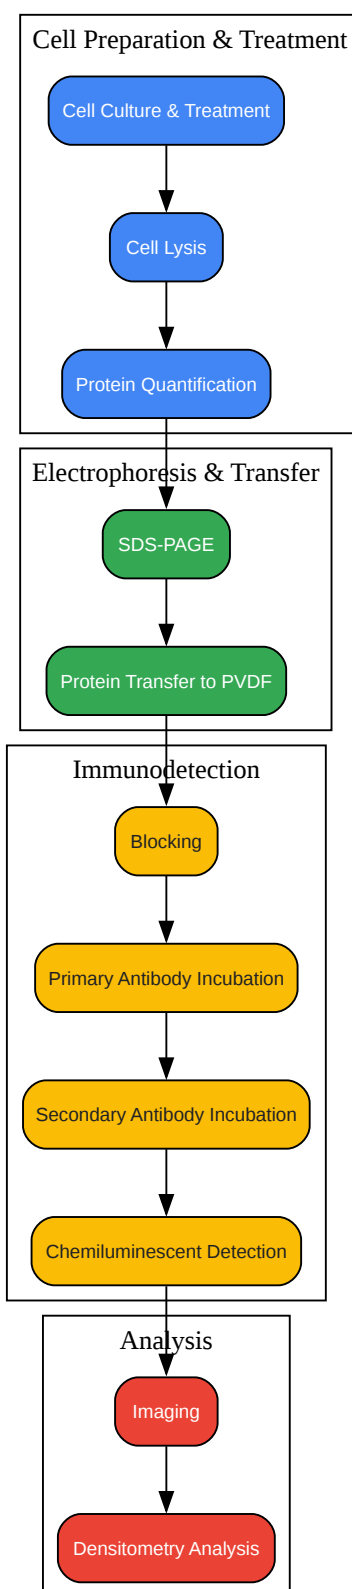 Cell Preparation & Treatment
Cell Culture & Treatment
Cell Lysis
Protein Quantification
Electrophoresis & Transfer
SDS-PAGE
Protein Transfer to PVDF
Immunodetection
Blocking
Primary Antibody Incubation
Secondary Antibody Incubation
Chemiluminescent Detection
Analysis
Imaging
Densitometry Analysis